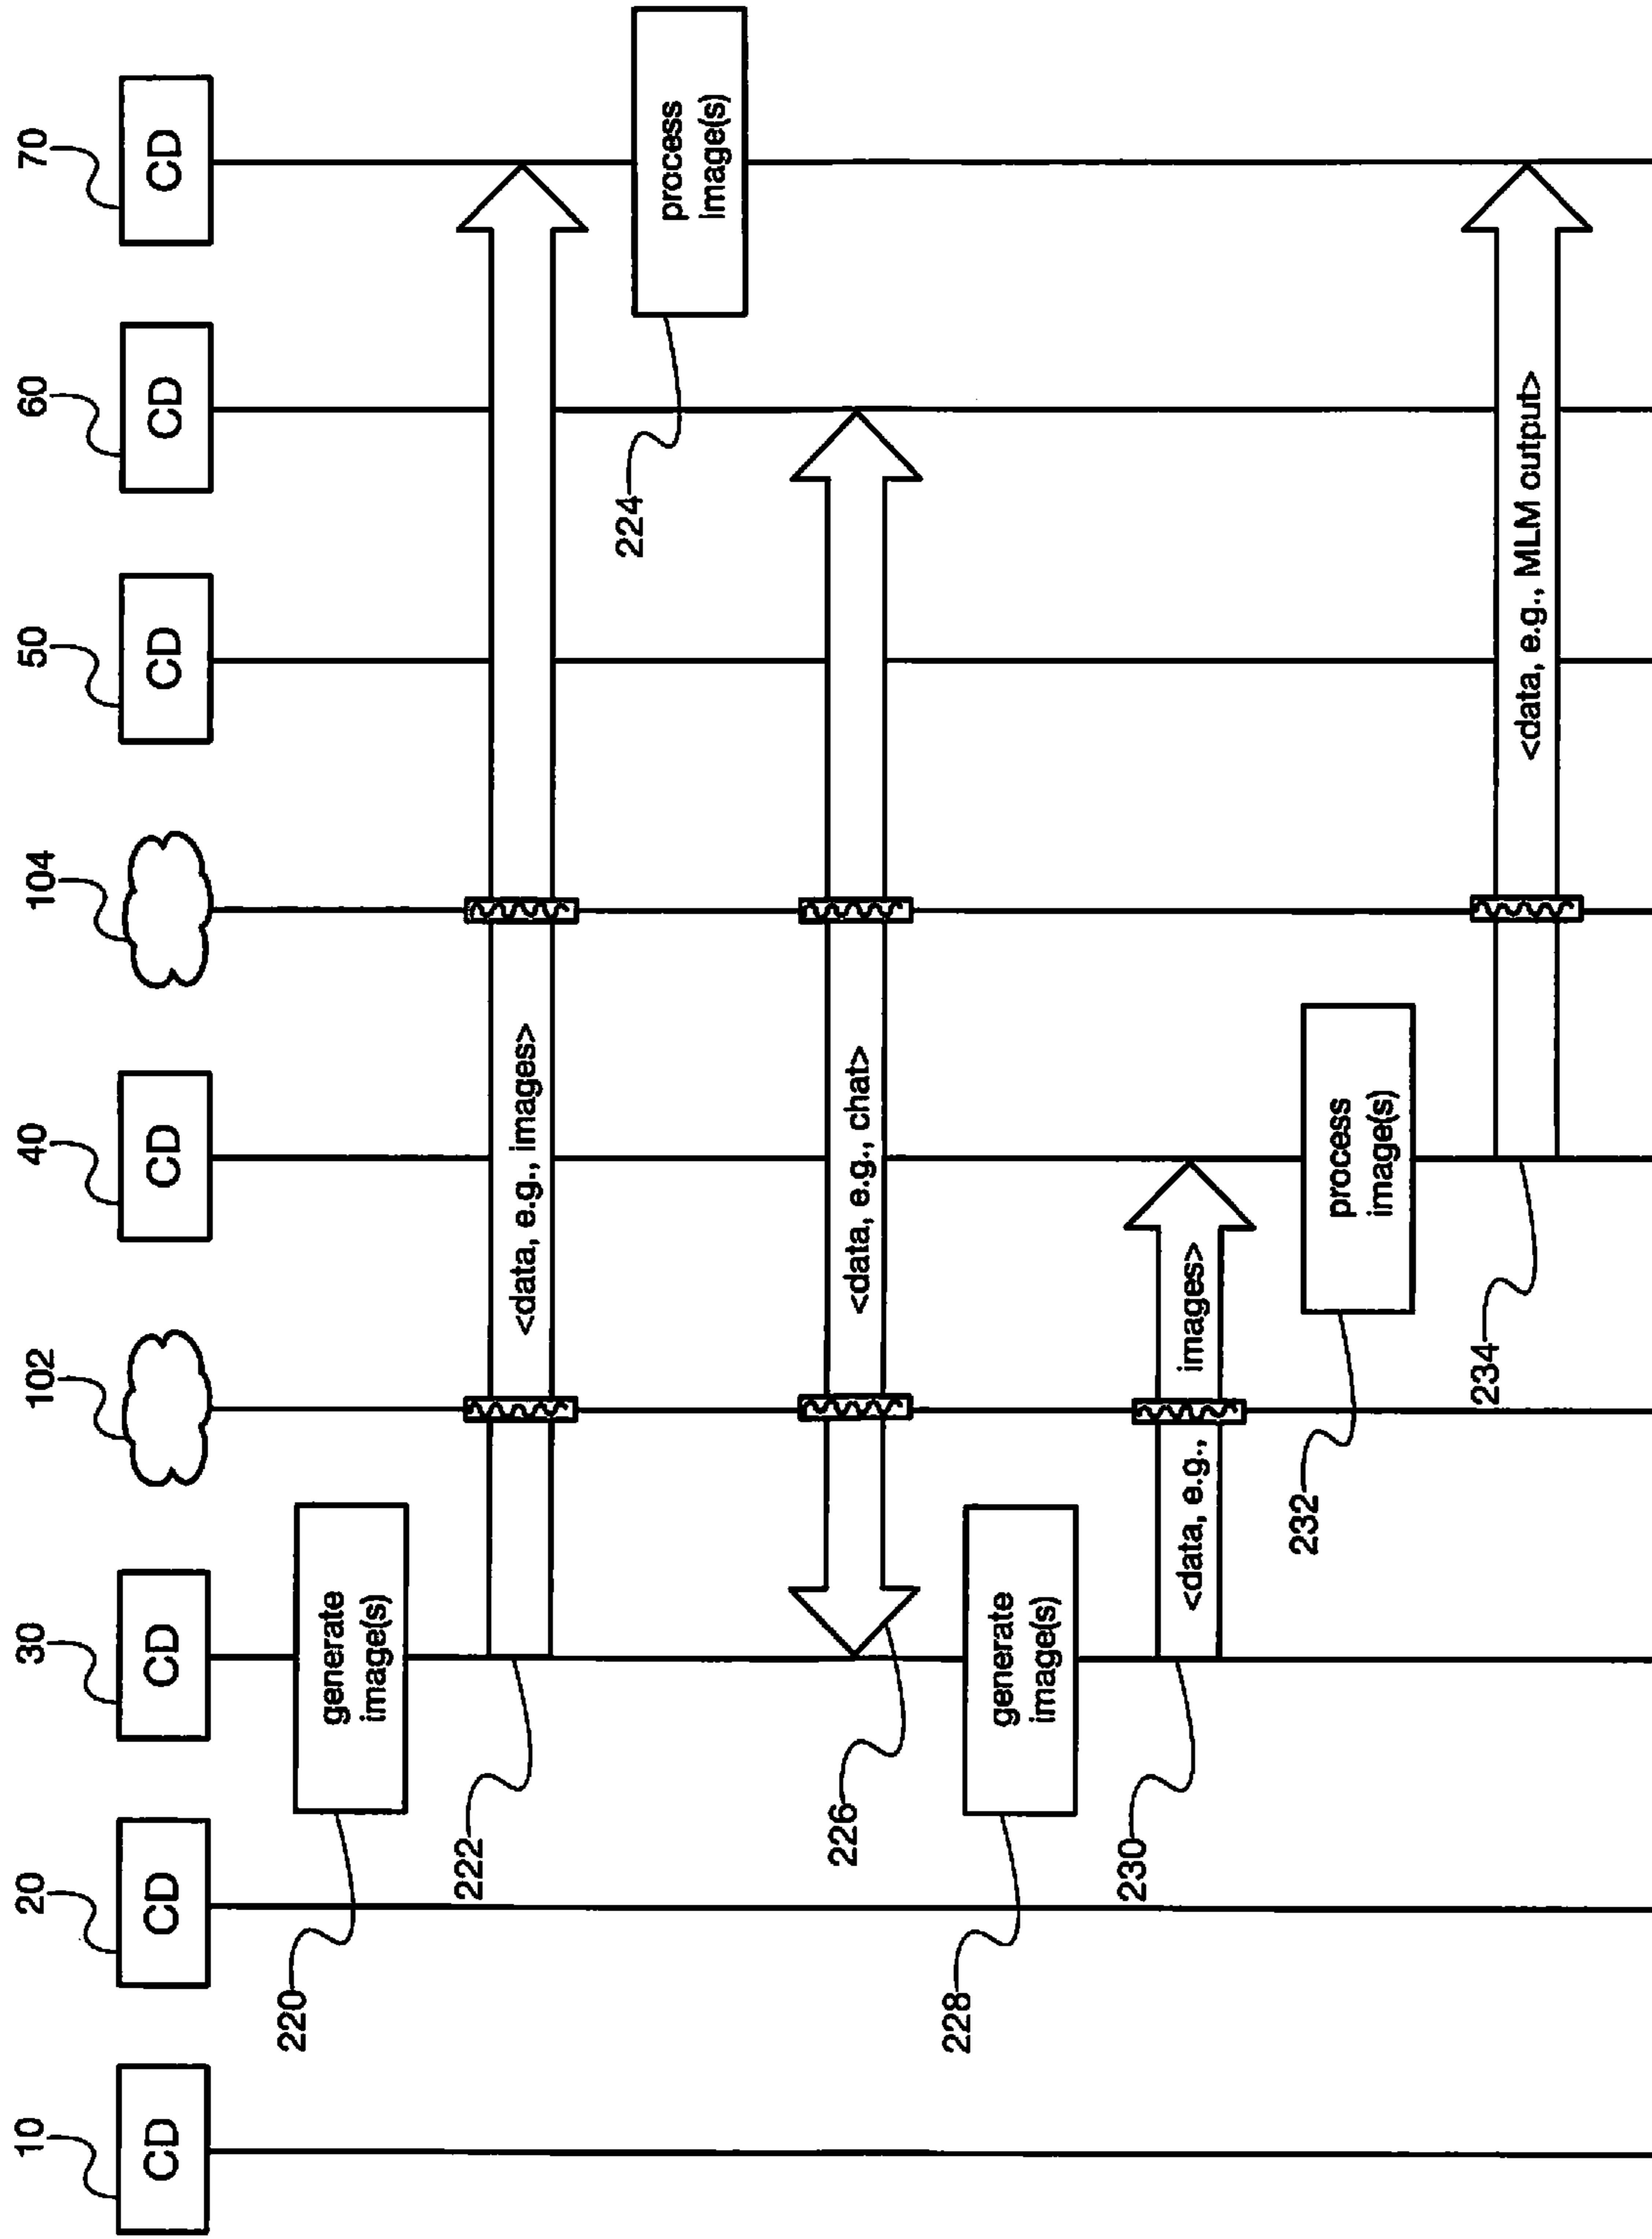 10
20
30
102
40
104
50
60
70
CD
CD
CD
CD
CD
CD
CD
220
generate
image(s)
222
<data, e.g., images>
224
process
image(s)
226
<data, e.g., chat>
228
generate
image(s)
230
<data, e.g., images>
232
process
image(s)
234
<data, e.g., MLM output>